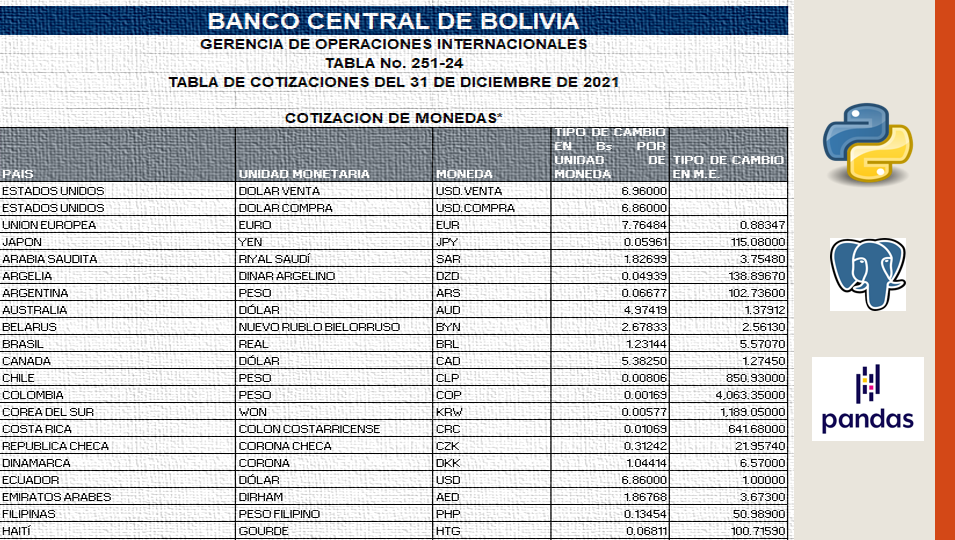 BANCO CENTRAL DE BOLIVIA
GERENCIA DE OPERACIONES INTERNACIONALES
TABLA No. 251-24
TABLA DE COTIZACIONES DEL 31 DE DICIEMBRE DE 2021
COTIZACION DE MONEDAS*
PAIS UNIDAD MONETARIA MONEDA TIPO DE CAMBIO EN Bs POR UNIDAD DE MONEDA TIPO DE CAMBIO EN M.E.
ESTADOS UNIDOS DOLAR VENTA USD.VENTA 6.96000
ESTADOS UNIDOS DOLAR COMPRA USD.COMPRA 6.86000
UNION EUROPEA EURO EUR 7.76484 0.88347
JAPON YEN JPY 0.05961 115.08000
ARABIA SAUDITA RIYAL SAUDÍ SAR 1.82699 3.75480
ARGELIA DINAR ARGELINO DZD 0.04939 138.89670
ARGENTINA PESO ARS 0.06677 102.73600
AUSTRALIA DÓLAR AUD 4.97419 1.37912
BELARUS NUEVO RUBLO BIELORRUSO BYN 2.67833 2.56130
BRASIL REAL BRL 1.23144 5.57070
CANADA DÓLAR CAD 5.38250 1.27450
CHILE PESO CLP 0.00806 850.93000
COLOMBIA PESO COP 0.00169 4,063.35000
COREA DEL SUR WON KRW 0.00577 1,189.05000
COSTA RICA COLON COSTARRICENSE CRC 0.01069 641.68000
REPUBLICA CHECA CORONA CHECA CZK 0.31242 21.95740
DINAMARCA CORONA DKK 1.04414 6.57000
ECUADOR DÓLAR USD 6.86000 1.00000
EMIRATOS ARABES DIRHAM AED 1.86768 3.67300
FILIPINAS PESO FILIPINO PHP 0.13454 50.98900
HAITÍ GOURDE HTG 0.06811 100.71590
pandas